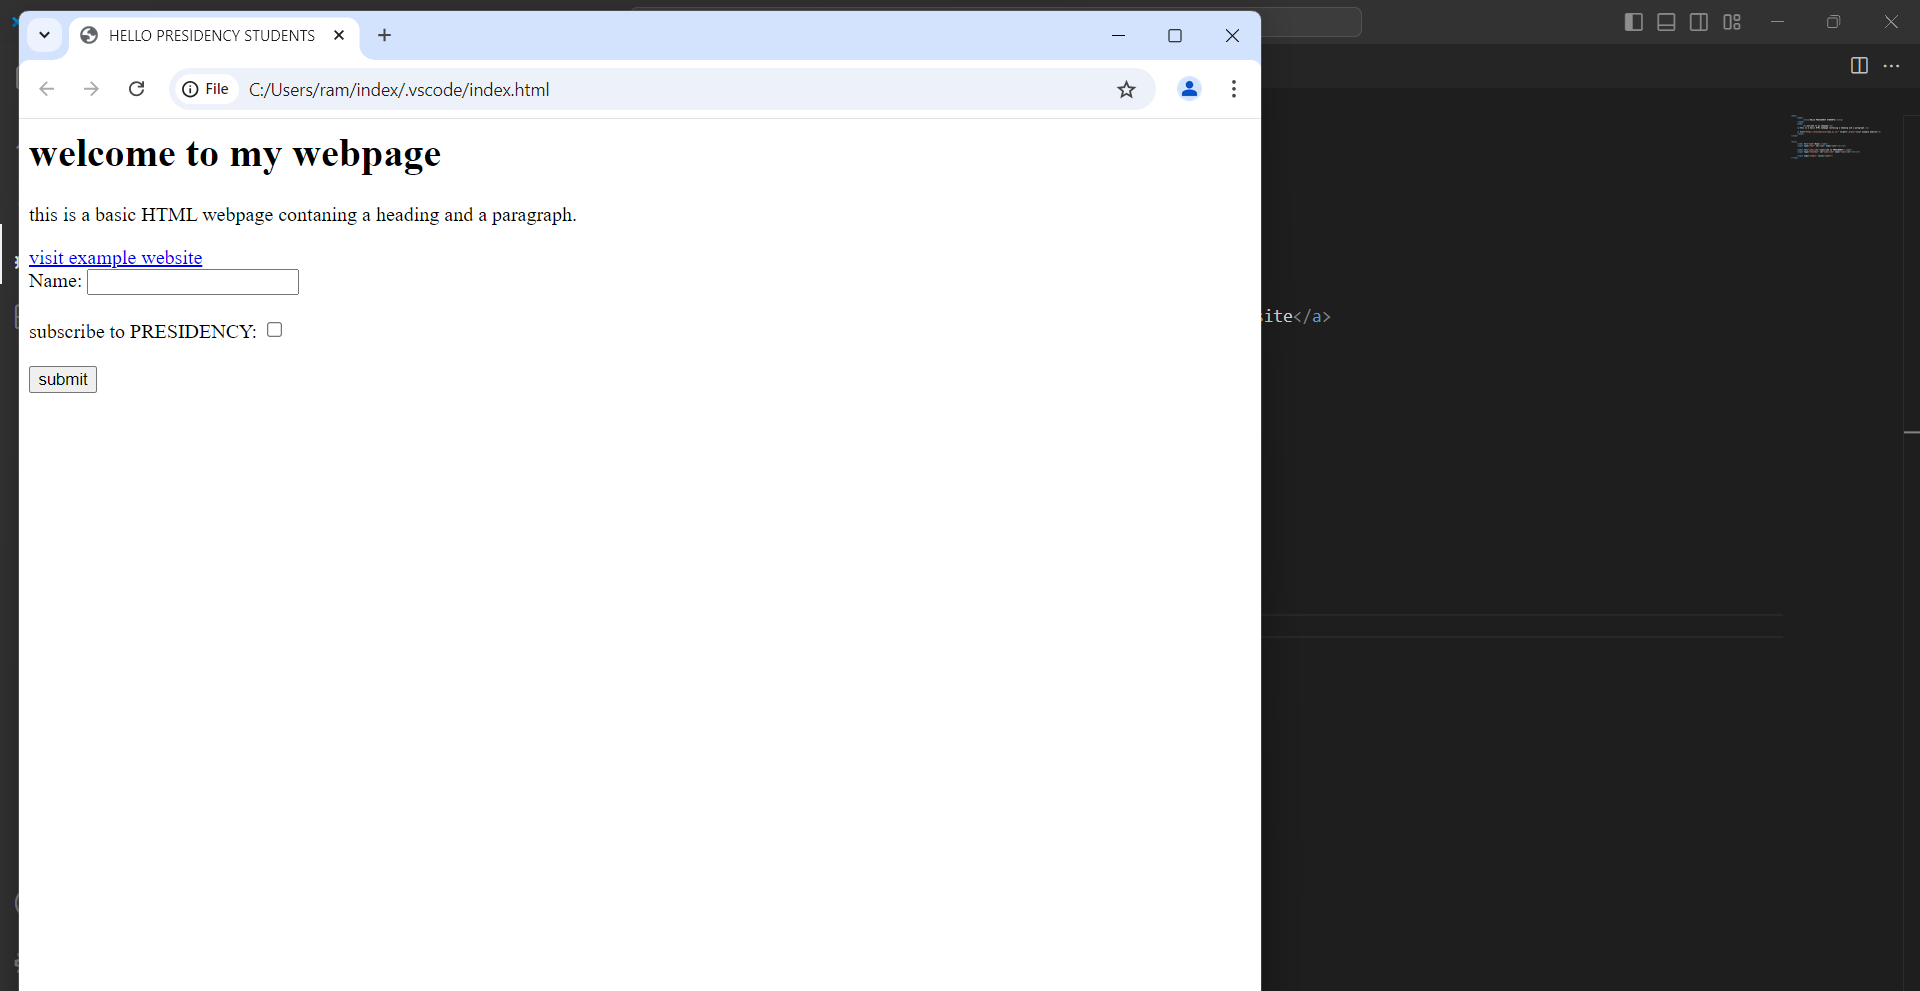 HELLO PRESIDENCY STUDENTS
File C:/Users/ram/index/.vscode/index.html
welcome to my webpage
this is a basic HTML webpage contaning a heading and a paragraph.
visit example website
Name:
site</a>
subscribe to PRESIDENCY:
submit